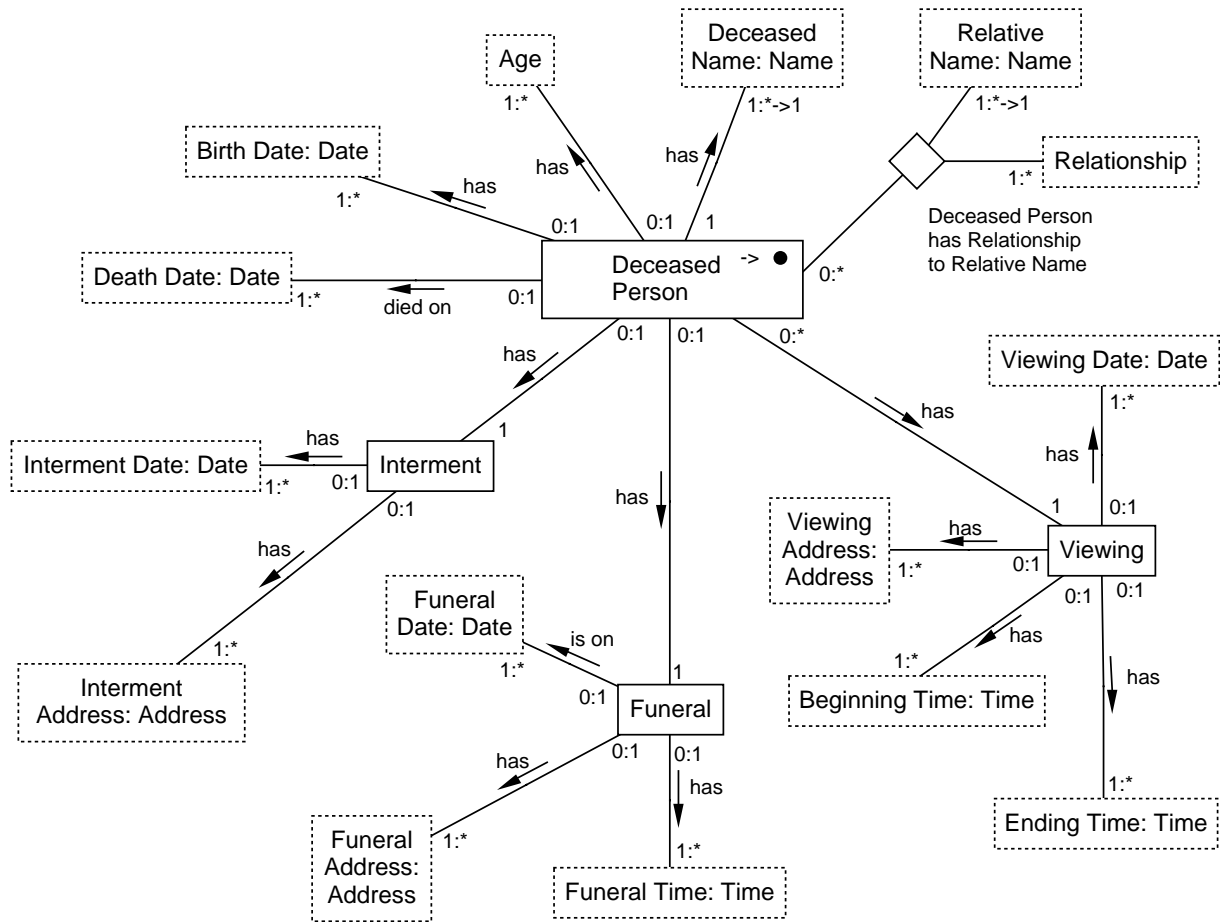 Age
1:*
Deceased
Name: Name
1:*->1
Relative
Name: Name
1:*->1
Birth Date: Date
1:*
has
has
has
Relationship
1:*
Deceased Person
has Relationship
to Relative Name
0:1
0:1
1
Deceased
Person
->
0:*
Death Date: Date
1:*
died on
0:1
0:1
0:1
0:*
has
has
Viewing Date: Date
1:*
has
Interment Date: Date
1:*
has
0:1
1
Interment
0:1
has
has
1
0:1
Viewing
Address:
Address
1:*
has
0:1
Viewing
0:1
0:1
has
1:*
Beginning Time: Time
has
1:*
Ending Time: Time
Funeral
Date: Date
1:*
is on
0:1
1
Funeral
0:1
0:1
1:*
Interment
Address: Address
has
has
Funeral
Address:
Address
1:*
1:*
Funeral Time: Time